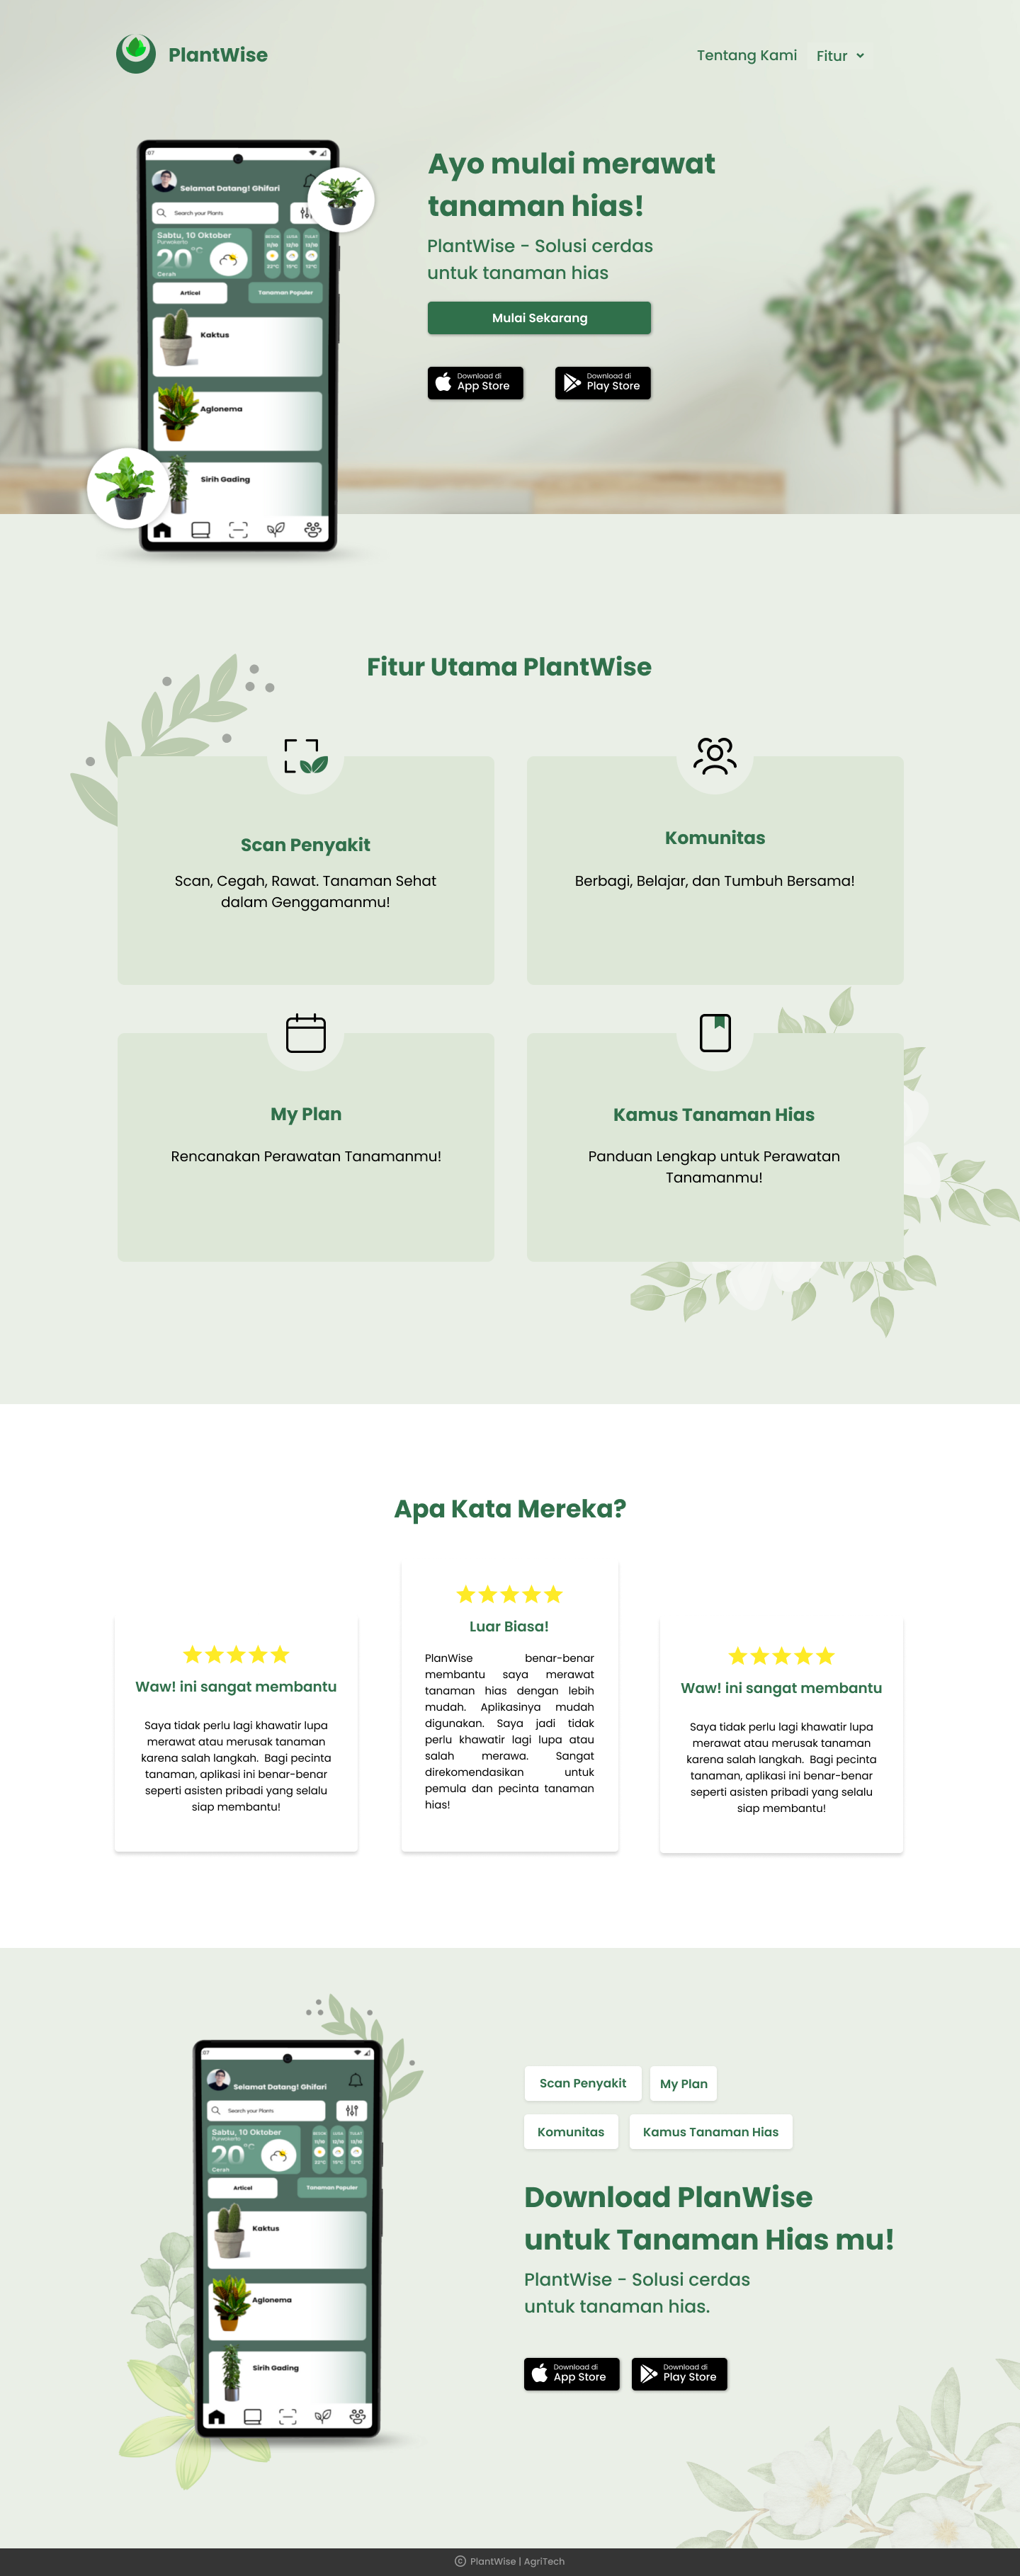 PlantWise
Tentang Kami
Fitur
Selamat Datang! Ghifari
Search your Plants
Sabtu, 10 Oktober
Purwokerto
20°C
Cerah
Articel
Tanaman Populer
Kaktus
Aglonema
Sirih Gading
Ayo mulai merawat
tanaman hias!
PlantWise - Solusi cerdas
untuk tanaman hias
Mulai Sekarang
Download di
App Store
Download di
Play Store
Fitur Utama PlantWise
Scan Penyakit
Scan, Cegah, Rawat. Tanaman Sehat
dalam Genggamanmu!
Komunitas
Berbagi, Belajar, dan Tumbuh Bersama!
My Plan
Rencanakan Perawatan Tanamanmu!
Kamus Tanaman Hias
Panduan Lengkap untuk Perawatan
Tanamanmu!
Apa Kata Mereka?
Waw! ini sangat membantu
Saya tidak perlu lagi khawatir lupa
merawat atau merusak tanaman
karena salah langkah. Bagi pecinta
tanaman, aplikasi ini benar-benar
seperti asisten pribadi yang selalu
siap membantu!
Luar Biasa!
PlanWise benar-benar
membantu saya merawat
tanaman hias dengan lebih
mudah. Aplikasinya mudah
digunakan. Saya jadi tidak
perlu khawatir lagi lupa atau
salah merawa. Sangat
direkomendasikan untuk
pemula dan pecinta tanaman
hias!
Waw! ini sangat membantu
Saya tidak perlu lagi khawatir lupa
merawat atau merusak tanaman
karena salah langkah. Bagi pecinta
tanaman, aplikasi ini benar-benar
seperti asisten pribadi yang selalu
siap membantu!
Selamat Datang! Ghifari
Search your Plants
Sabtu, 10 Oktober
Purwokerto
20°C
Cerah
Articel
Tanaman Populer
Kaktus
Aglonema
Sirih Gading
Scan Penyakit
My Plan
Komunitas
Kamus Tanaman Hias
Download PlanWise
untuk Tanaman Hias mu!
PlantWise - Solusi cerdas
untuk tanaman hias.
Download di
App Store
Download di
Play Store
© PlantWise | AgriTech